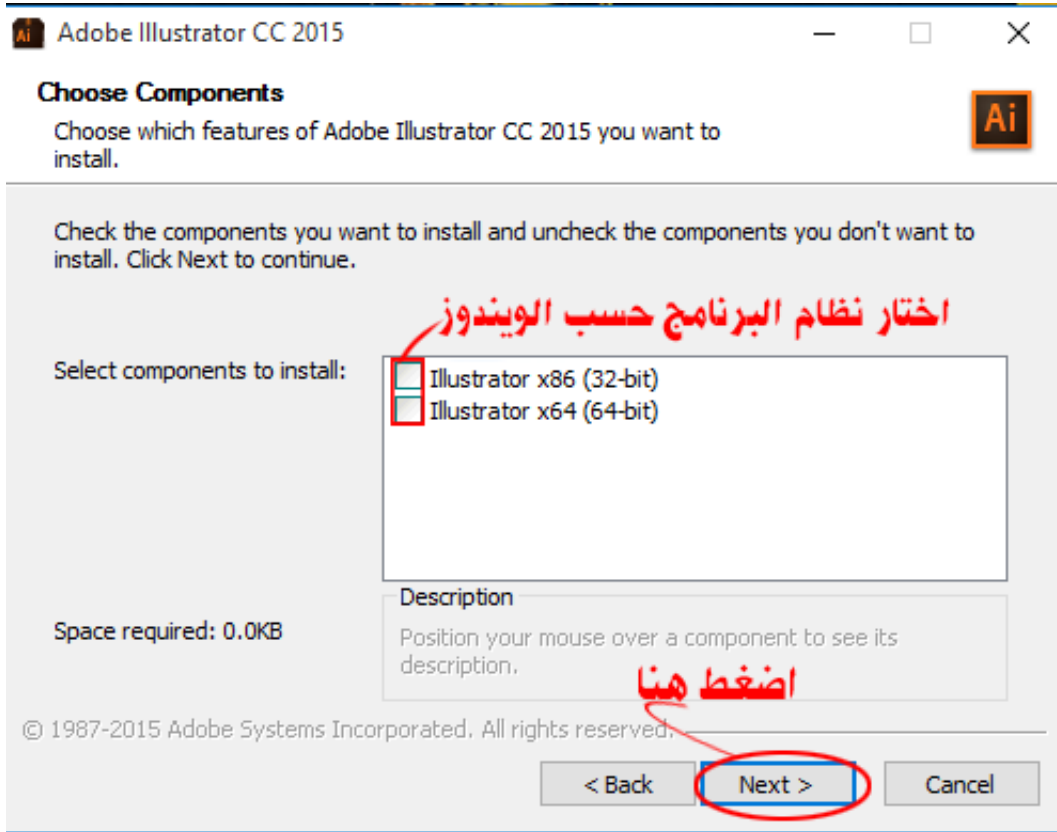 Adobe Illustrator CC 2015
Choose Components
Choose which features of Adobe Illustrator CC 2015 you want to
install.
Ai
Check the components you want to install and uncheck the components you don't want to
install. Click Next to continue.
اختار نظام البرنامج حسب الويندوز
Select components to install:
Illustrator x86 (32-bit)
Illustrator x64 (64-bit)
Space required: 0.0KB
Description
Position your mouse over a component to see its
description.
اضغط هنا
© 1987-2015 Adobe Systems Incorporated. All rights reserved.
< Back
Next >
Cancel